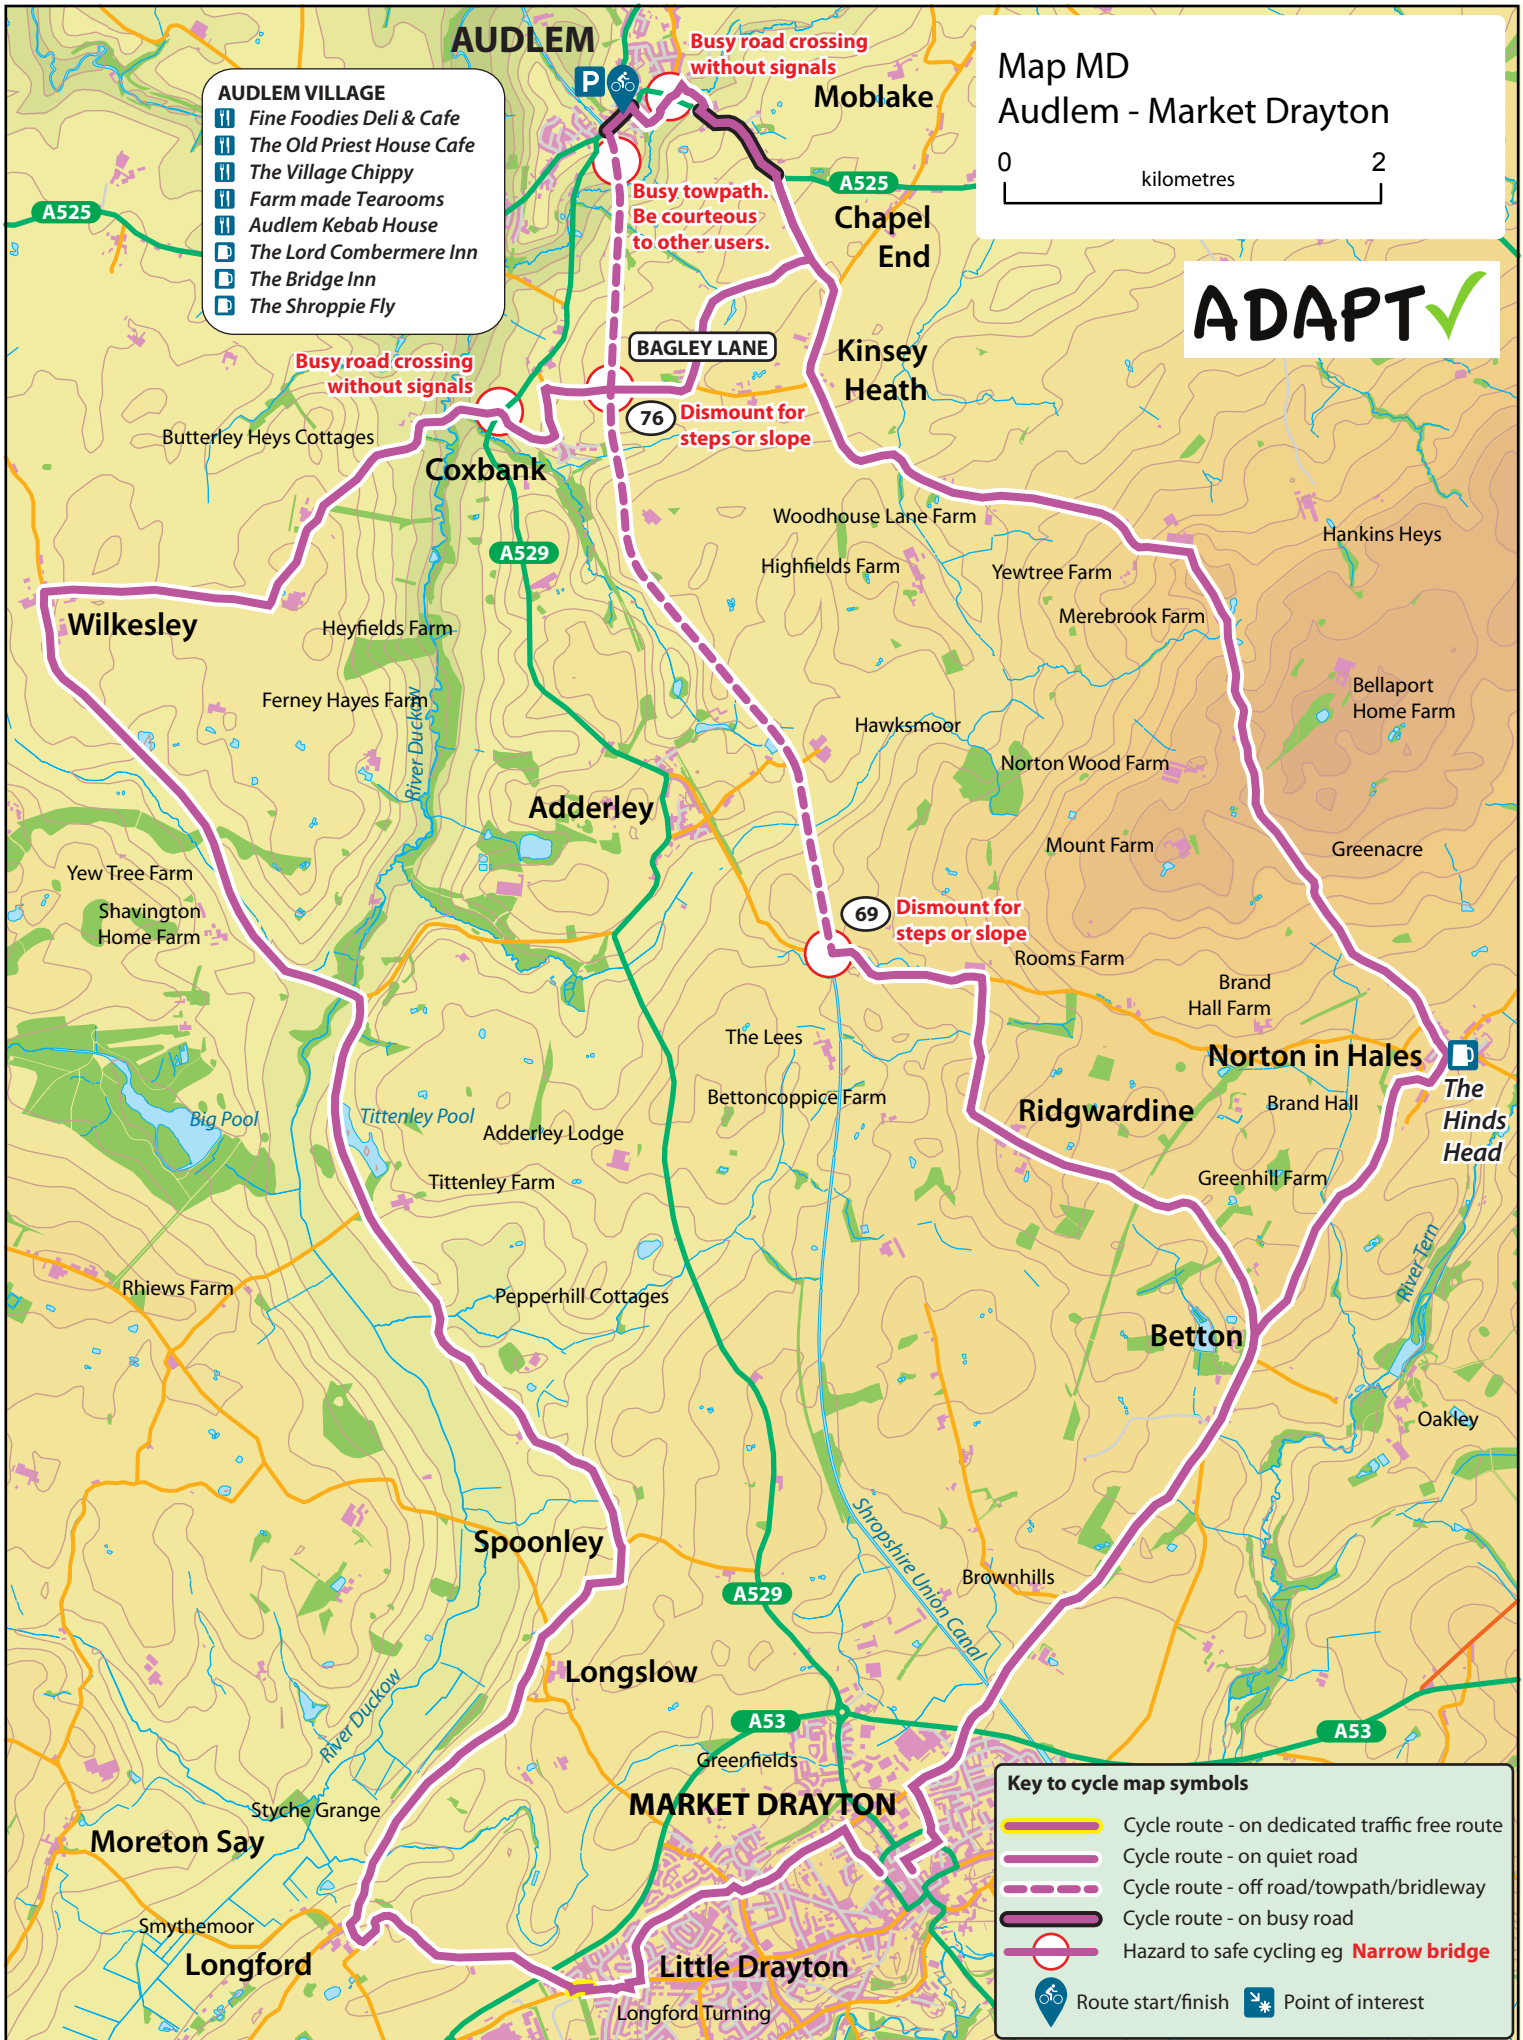 AUDLEM
Busy road crossing
without signals
Map MD
Audlem - Market Drayton
0
2
kilometres
P
Moblake
AUDLEM VILLAGE
Fine Foodies Deli & Cafe
The Old Priest House Cafe
The Village Chippy
Farm made Tearooms
Audlem Kebab House
The Lord Combermere Inn
The Bridge Inn
The Shroppie Fly
A525
A525
Busy towpath.
Be courteous
to other users.
Chapel
End
ADAPT
BAGLEY LANE
Kinsey
Heath
Busy road crossing
without signals
76
Dismount for
steps or slope
Butterley Heys Cottages
Coxbank
Woodhouse Lane Farm
Hankins Heys
A529
Highfields Farm
Yewtree Farm
Merebrook Farm
Wilkesley
Heyfields Farm
Bellaport
Home Farm
Ferney Hayes Farm
River Duckow
Hawksmoor
Norton Wood Farm
Adderley
Mount Farm
Greenacre
Yew Tree Farm
Shavington
Home Farm
69
Dismount for
steps or slope
Rooms Farm
Brand
Hall Farm
The Lees
Norton in Hales
The
Hinds
Head
Bettoncoppice Farm
Ridgwardine
Brand Hall
Big Pool
Tittenley Pool
Adderley Lodge
Tittenley Farm
Greenhill Farm
River Tern
Rhiews Farm
Pepperhill Cottages
Betton
Oakley
Shropshire Union Canal
Spoonley
Brownhills
A529
Longslow
River Duckow
A53
A53
Greenfields
MARKET DRAYTON
Styche Grange
Moreton Say
Smythemoor
Longford
Little Drayton
Longford Turning
Key to cycle map symbols
Cycle route - on dedicated traffic free route
Cycle route - on quiet road
Cycle route - off road/towpath/bridleway
Cycle route - on busy road
Hazard to safe cycling eg Narrow bridge
Route start/finish
Point of interest